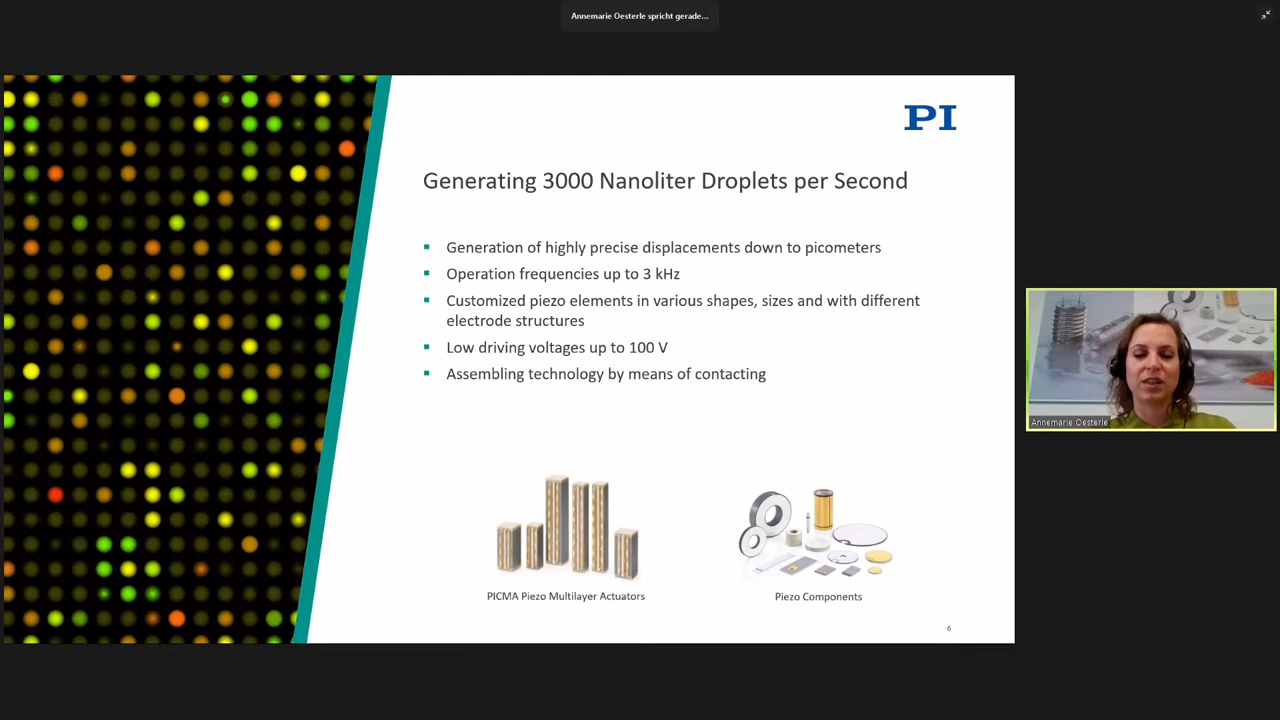 Annemarie Oesterle spricht gerade...
PI
Generating 3000 Nanoliter Droplets per Second
▪ Generation of highly precise displacements down to picometers
▪ Operation frequencies up to 3 kHz
▪ Customized piezo elements in various shapes, sizes and with different
electrode structures
▪ Low driving voltages up to 100 V
▪ Assembling technology by means of contacting
PICMA Piezo Multilayer Actuators
Piezo Components
6
Annemarie Oesterle